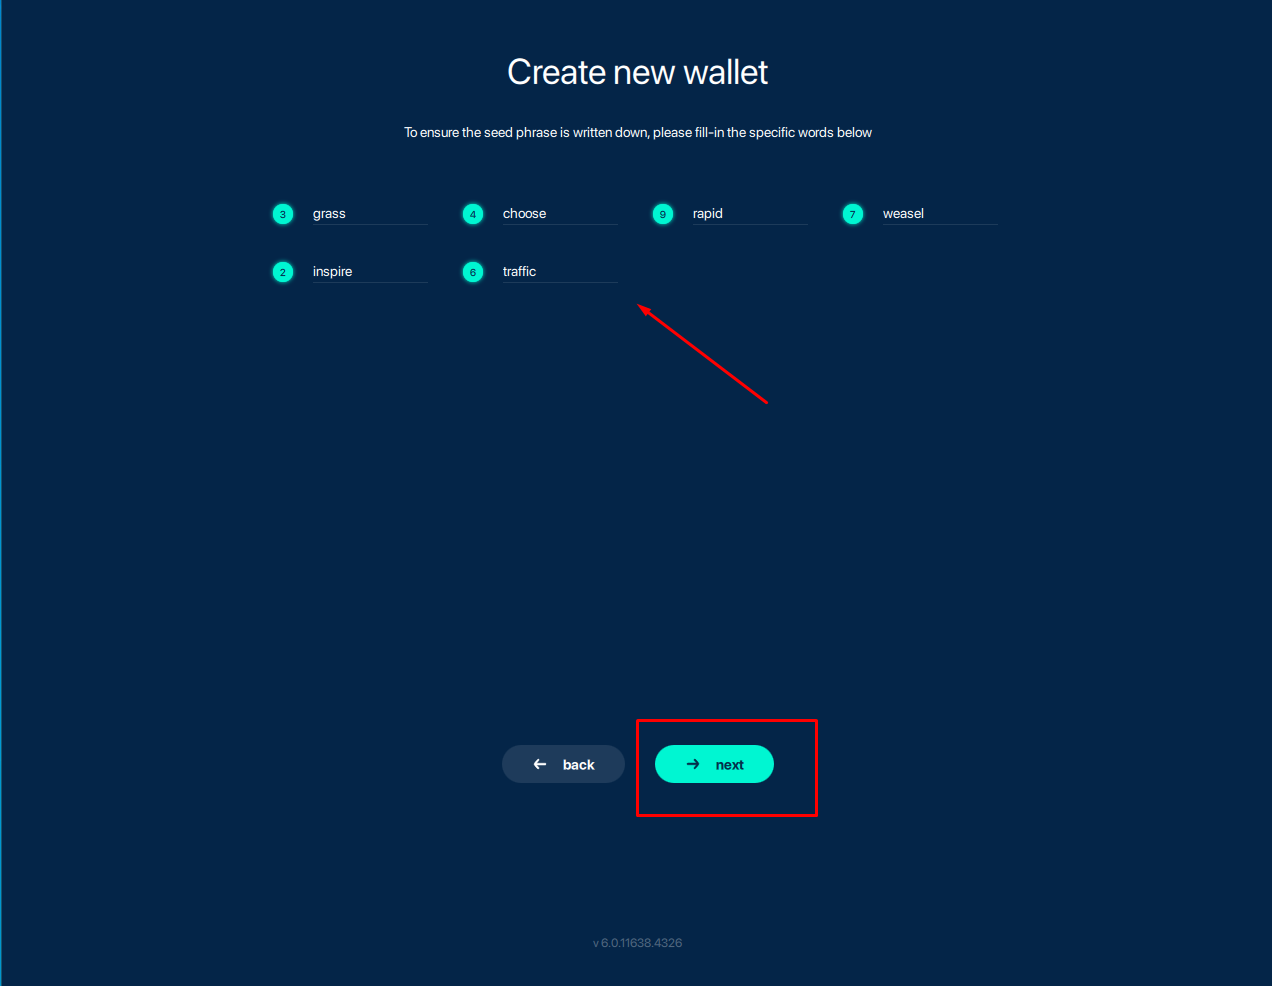 Create new wallet
To ensure the seed phrase is written down, please fill-in the specific words below
3 grass 4 choose 9 rapid 7 weasel
2 inspire 6 traffic
back next
v 6.0.11638.4326